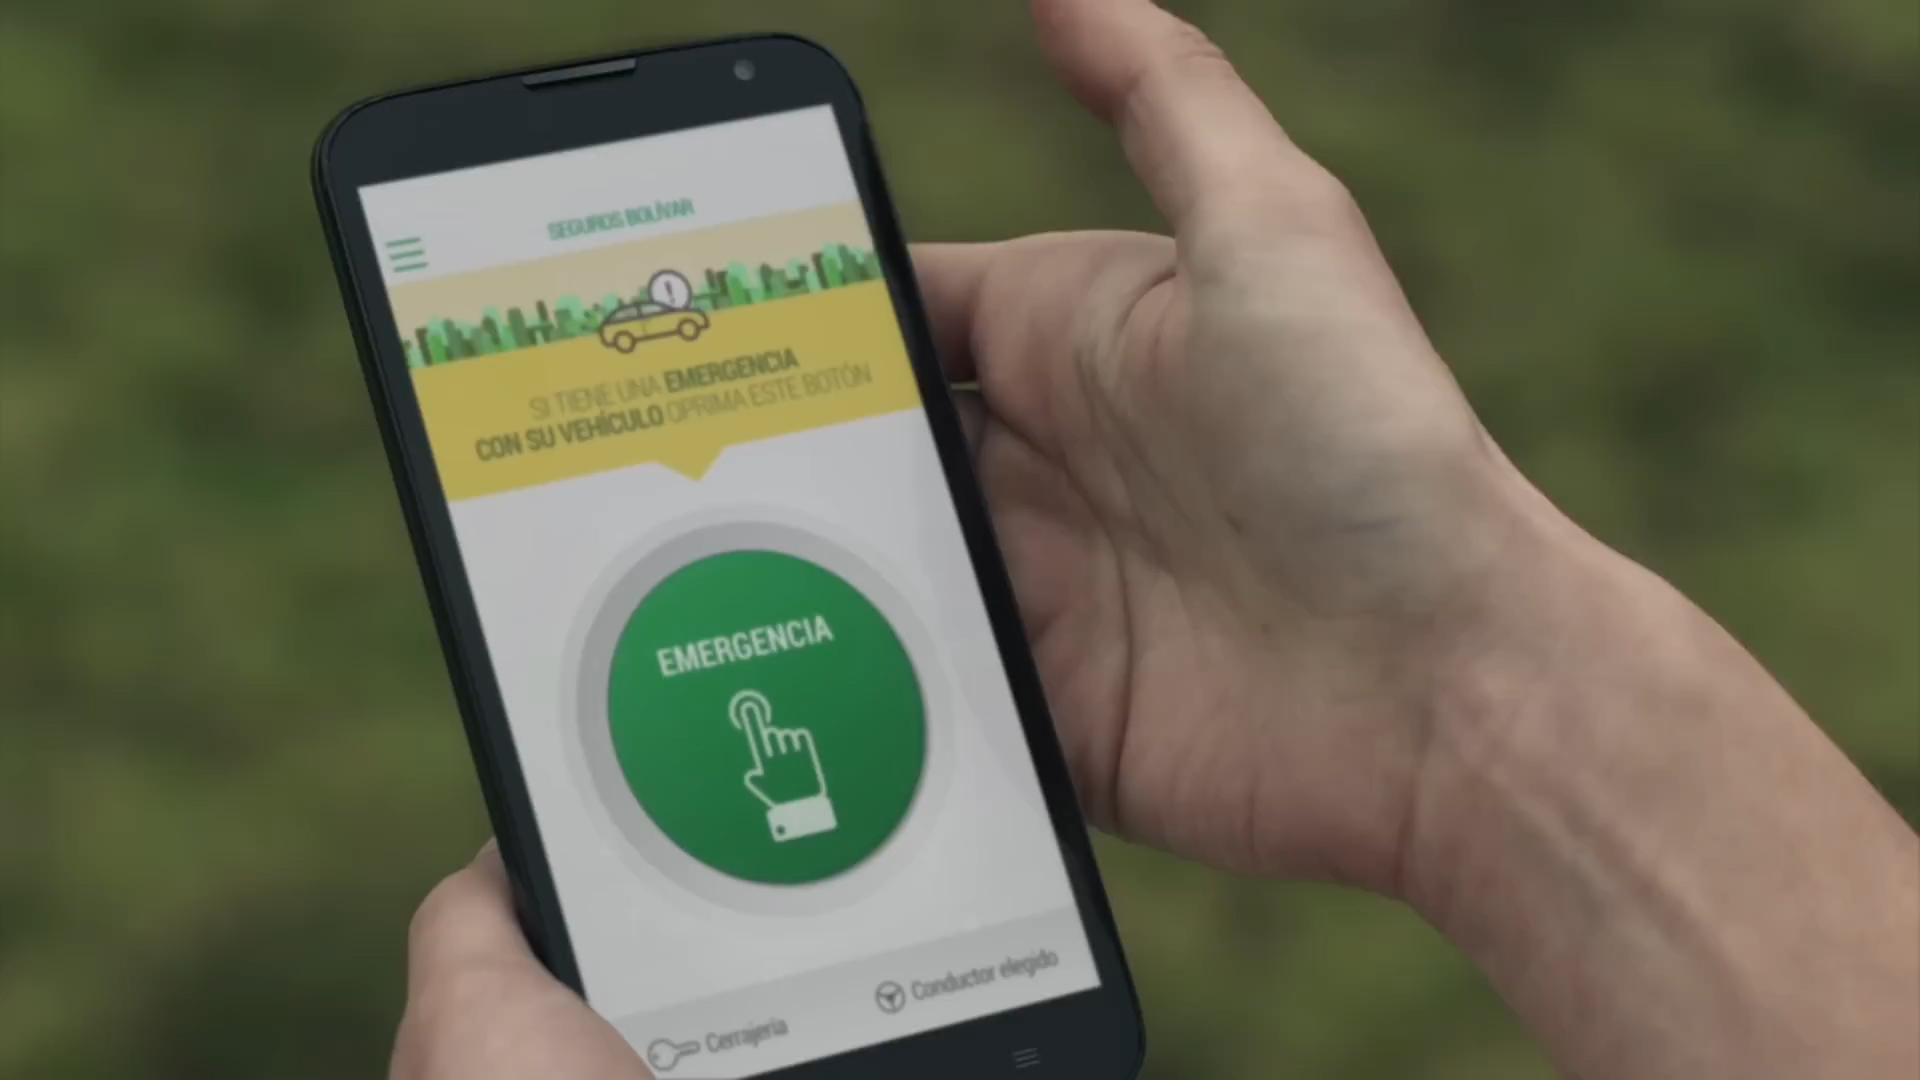 SEGUROS BOLÍVAR
!
SI TIENE UNA EMERGENCIA
CON SU VEHÍCULO OPRIMA ESTE BOTÓN
EMERGENCIA
Cerrajería
Conductor elegido